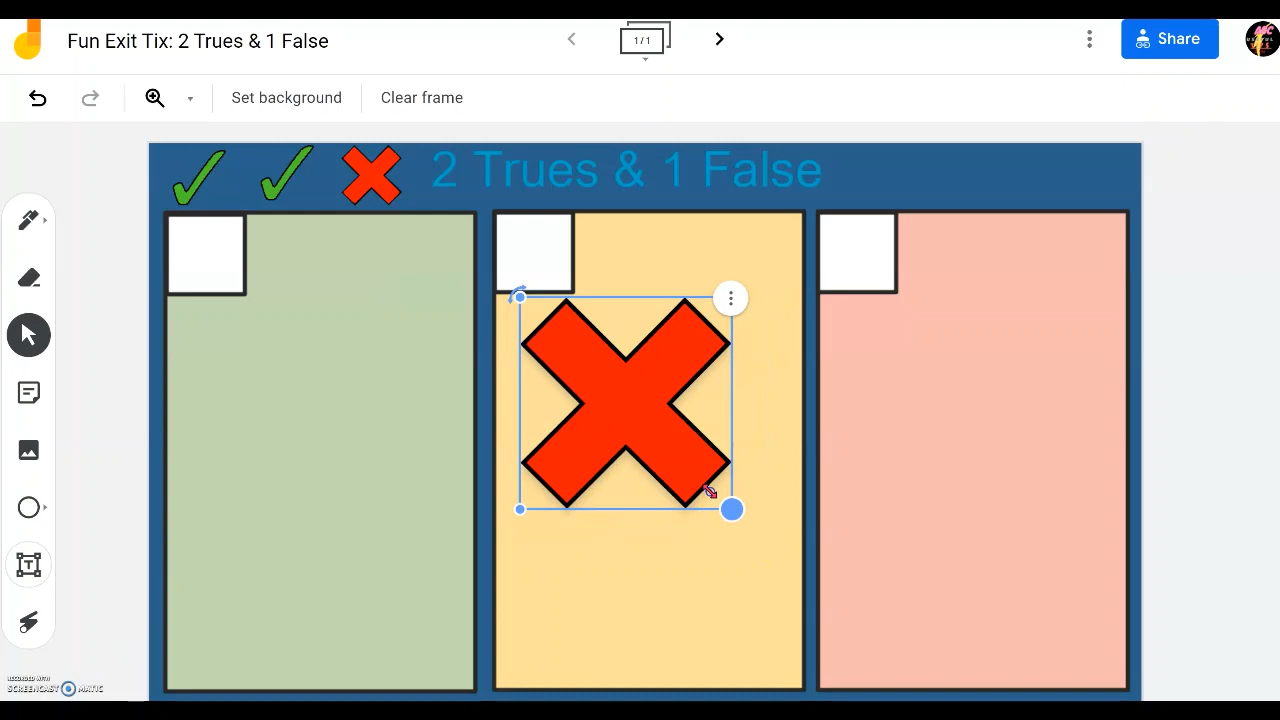 Fun Exit Tix: 2 Trues & 1 False
1/1
Share
Set background
Clear frame
2 Trues & 1 False
RECORDED WITH
SCREENCAST MATIC